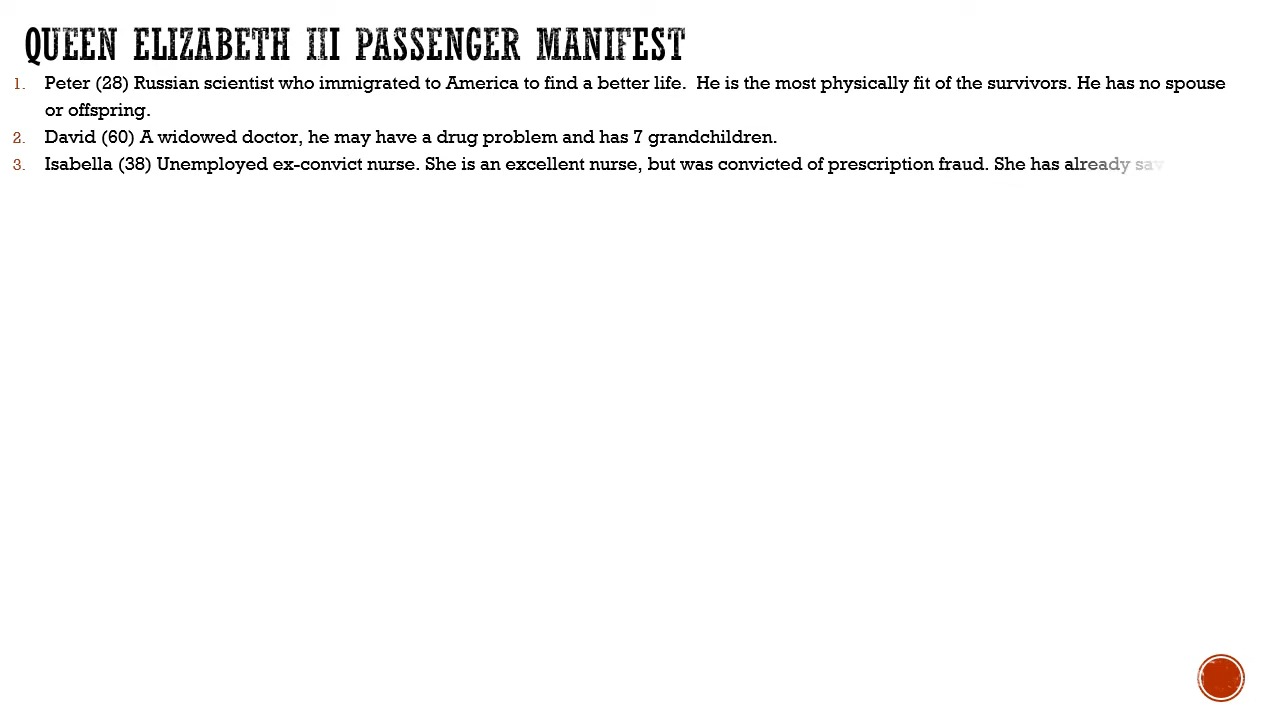 QUEEN ELIZABETH III PASSENGER MANIFEST
1. Peter (28) Russian scientist who immigrated to America to find a better life.  He is the most physically fit of the survivors. He has no spouse
or offspring.
2. David (60) A widowed doctor, he may have a drug problem and has 7 grandchildren.
3. Isabella (38) Unemployed ex-convict nurse. She is an excellent nurse, but was convicted of prescription fraud. She has already